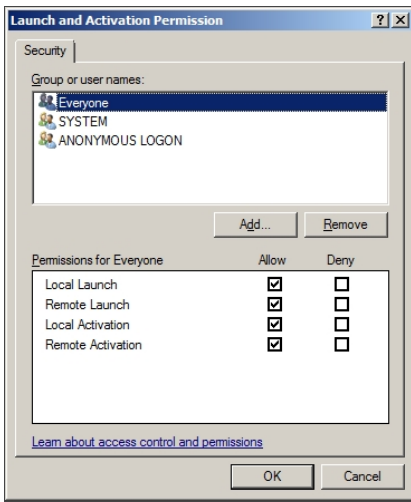 Launch and Activation Permission
Security
Group or user names:
Everyone
SYSTEM
ANONYMOUS LOGON
Add... Remove
Permissions for Everyone Allow Deny
Local Launch
Remote Launch
Local Activation
Remote Activation
Learn about access control and permissions
OK Cancel